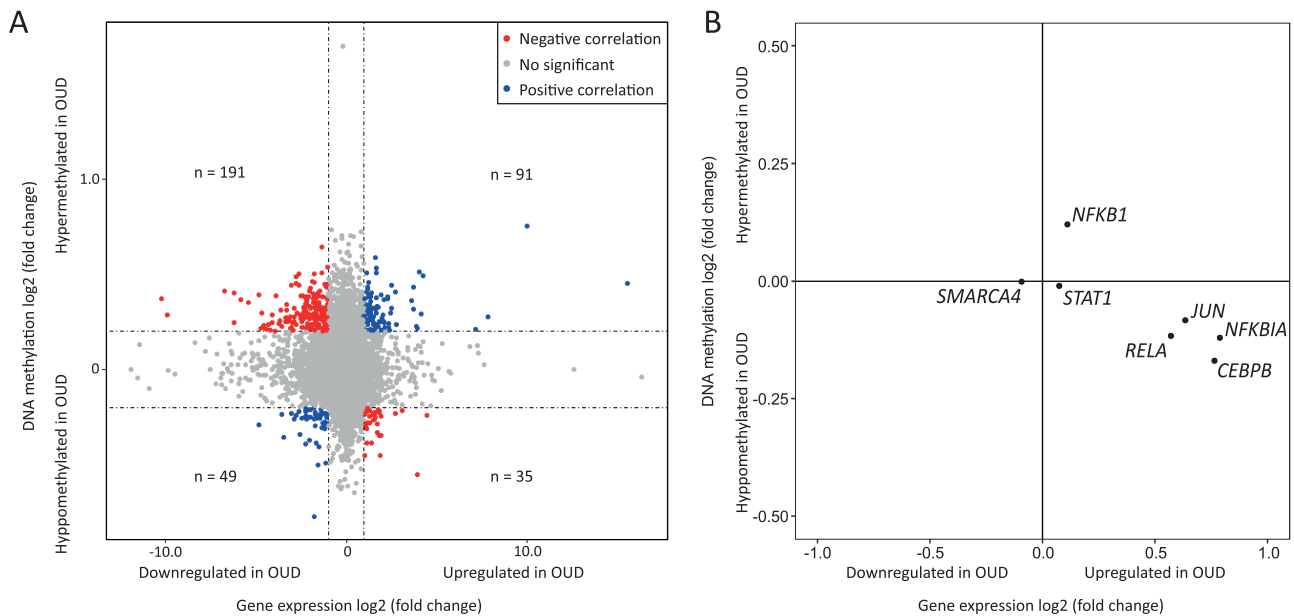 A
Negative correlation
No significant
Positive correlation
n = 191
n = 91
n = 49
n = 35
1.0
0
DNA methylation log2 (fold change)
Hypermethylated in OUD
Hyppomethylated in OUD
-10.0
0
10.0
Downregulated in OUD
Upregulated in OUD
Gene expression log2 (fold change)
B
0.50
0.25
0.00
-0.25
-0.50
DNA methylation log2 (fold change)
Hypermethylated in OUD
Hyppomethylated in OUD
NFKB1
SMARCA4
STAT1
JUN
NFKBIA
RELA
CEBPB
-1.0
-0.5
0.0
0.5
1.0
Downregulated in OUD
Upregulated in OUD
Gene expression log2 (fold change)